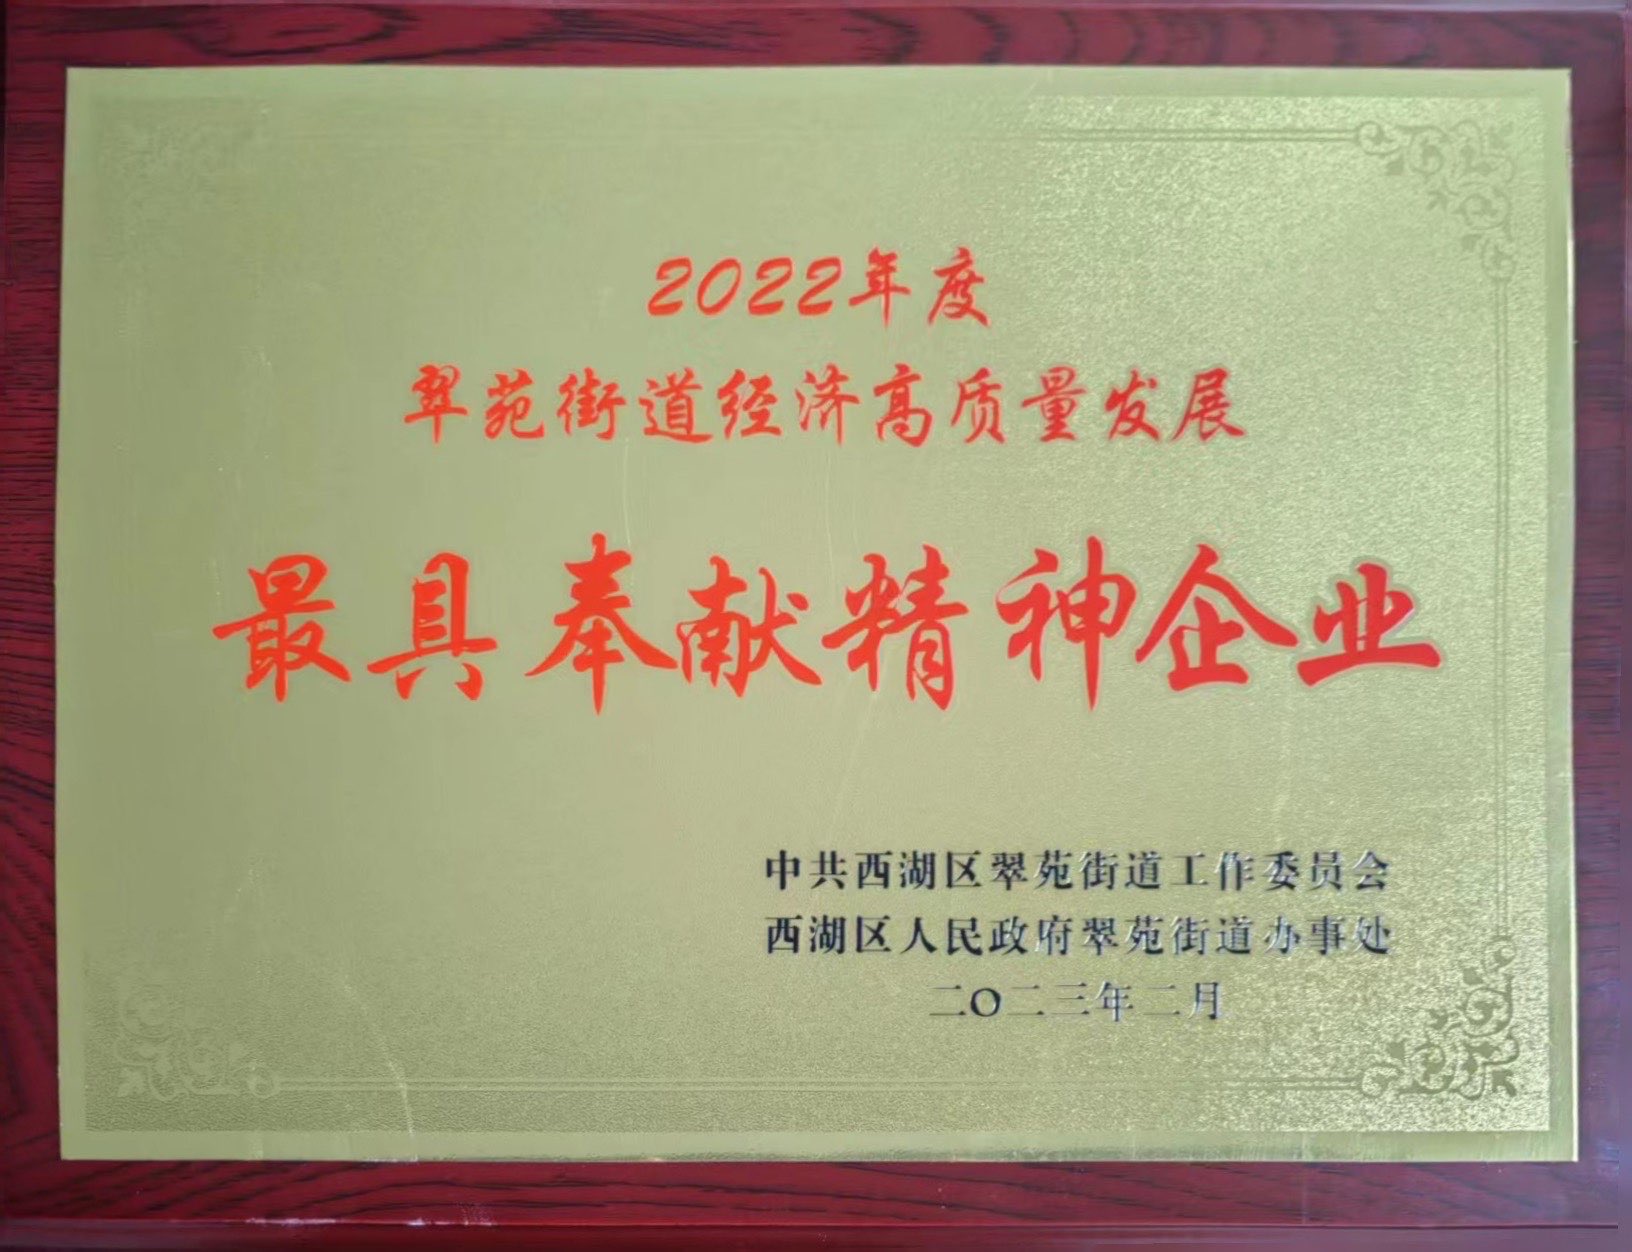 2022年度
翠苑街道经济高质量发展
最具奉献精神企业
中共西湖区翠苑街道工作委员会
西湖区人民政府翠苑街道办事处
二〇二三年二月